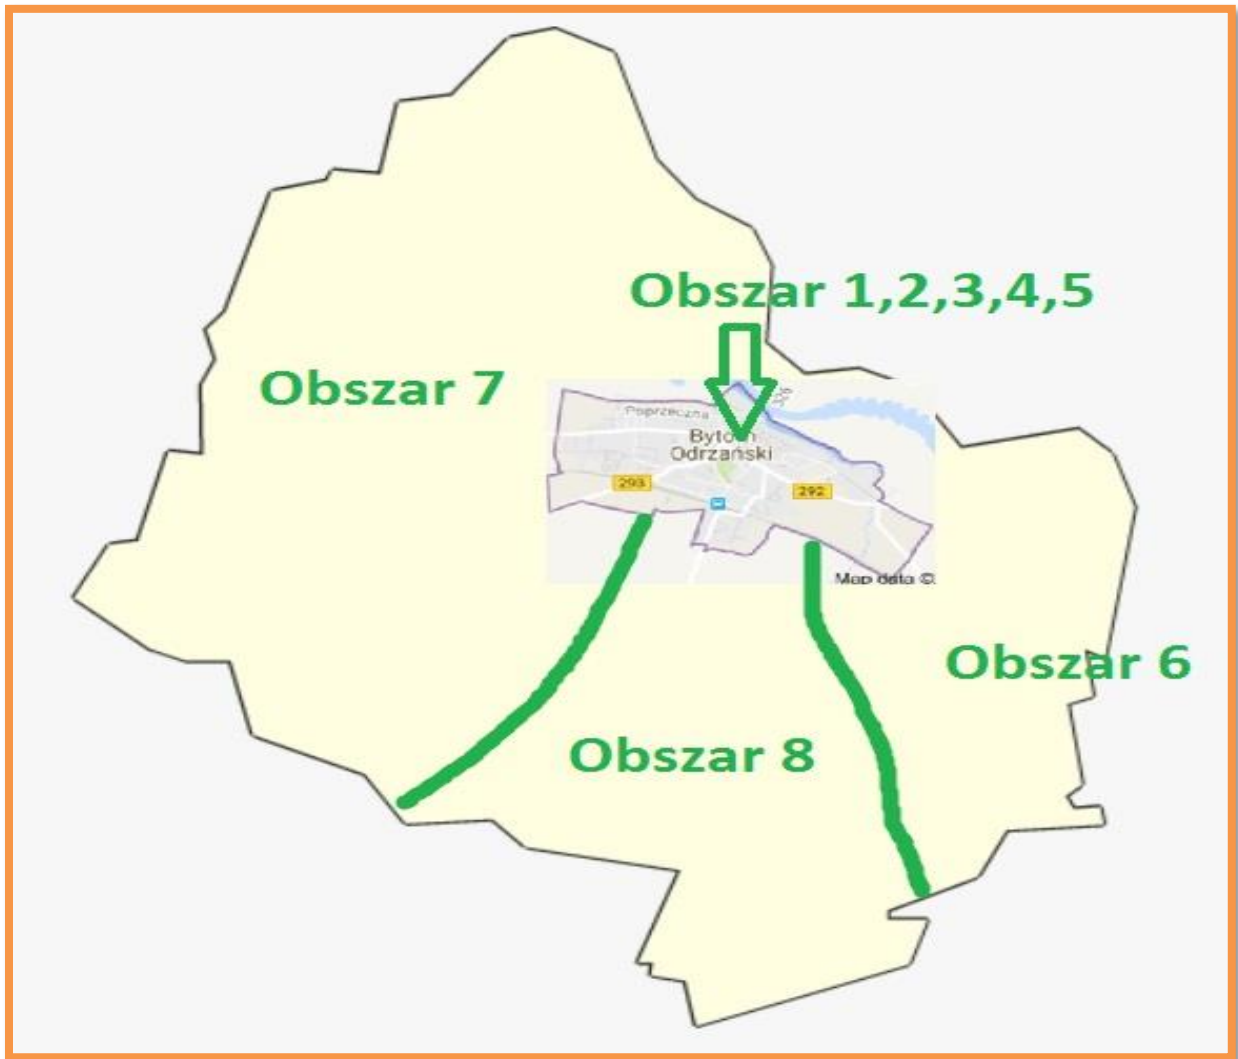 Obszar 1,2,3,4,5
326
Obszar 7
Poprzeczna
Bytom
Odrzański
293
292
Map data ©
Obszar 6
Obszar 8